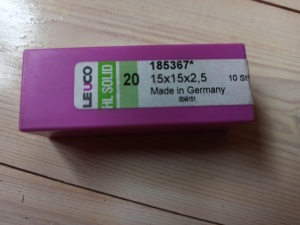 LEUCO
HL SOLID
20
185367*
15x15x2,5
10 St
Made in Germany